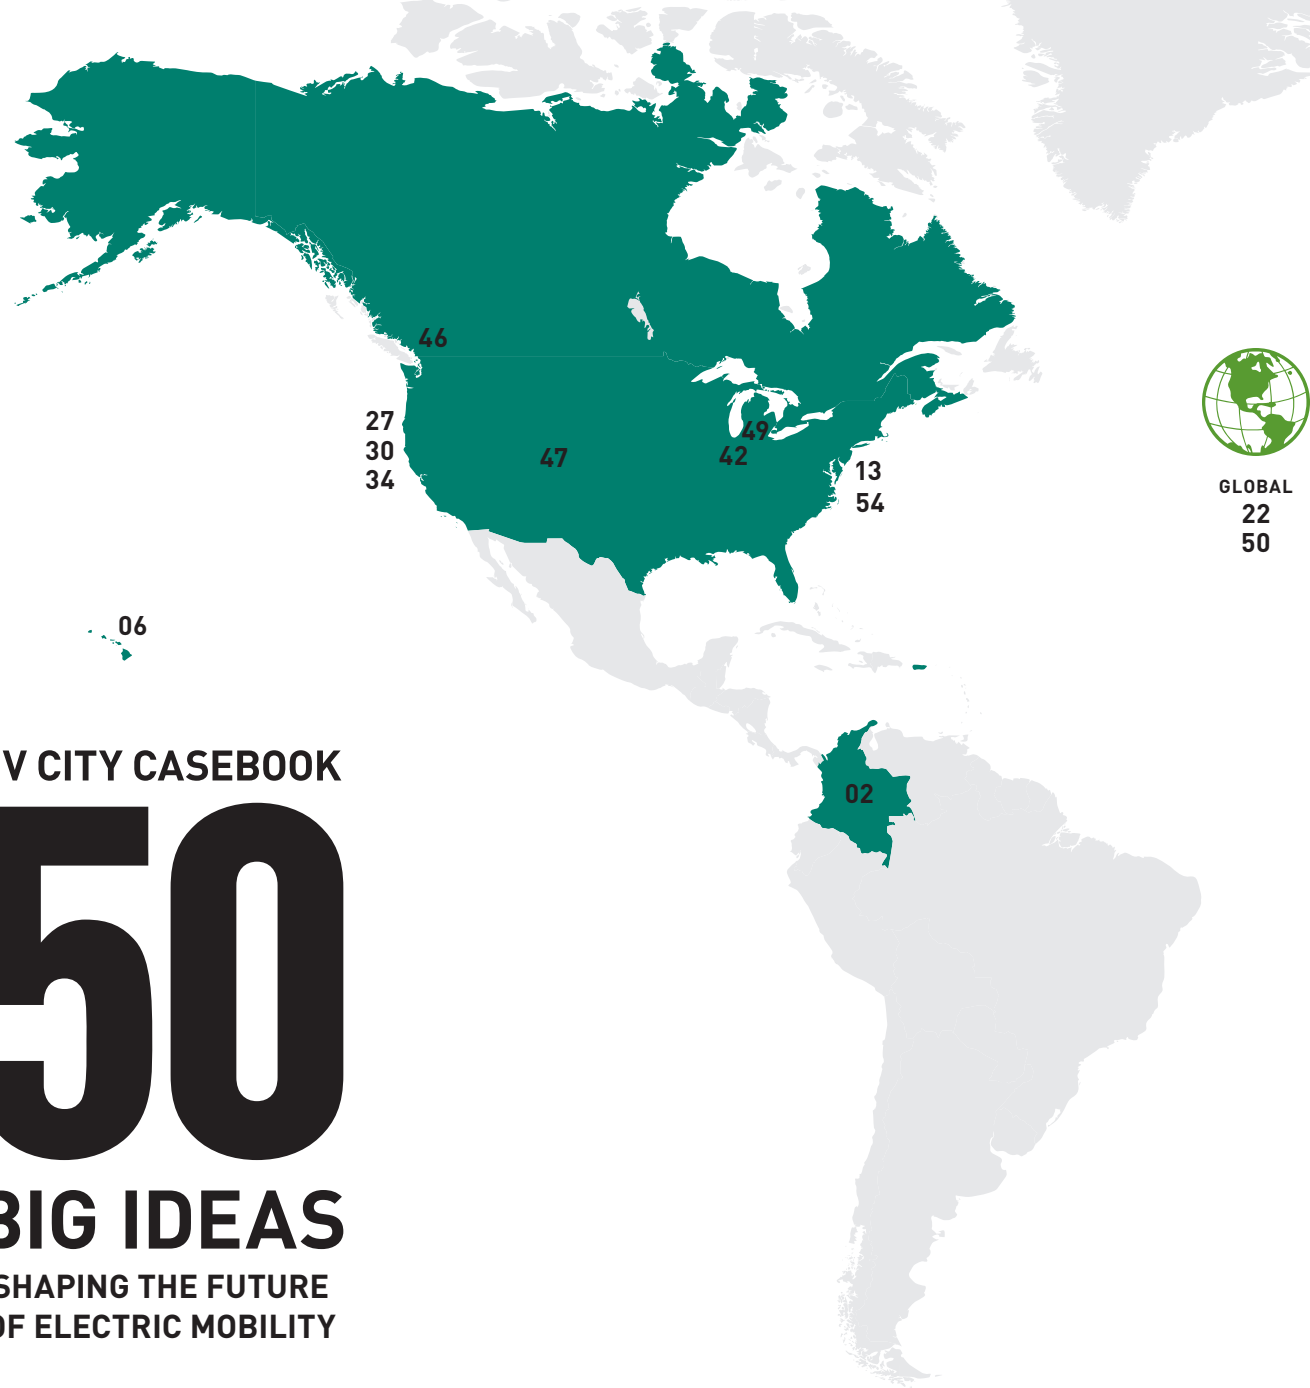 46
27
30
34
47
49
42
13
54
GLOBAL
22
50
06
02
V CITY CASEBOOK
50
BIG IDEAS
SHAPING THE FUTURE
OF ELECTRIC MOBILITY